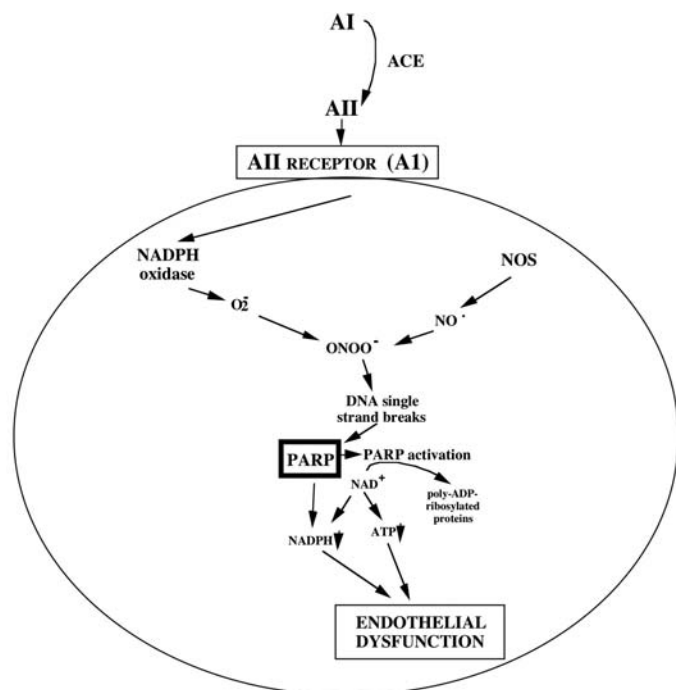 AI
ACE
AII
AII RECEPTOR (A1)
NADPH
oxidase
NOS
O2∸
NO ·
ONOO -
DNA single
strand breaks
PARP
PARP activation
NAD+
poly-ADP-
ribosylated
proteins
NADPH
ATP
ENDOTHELIAL
DYSFUNCTION